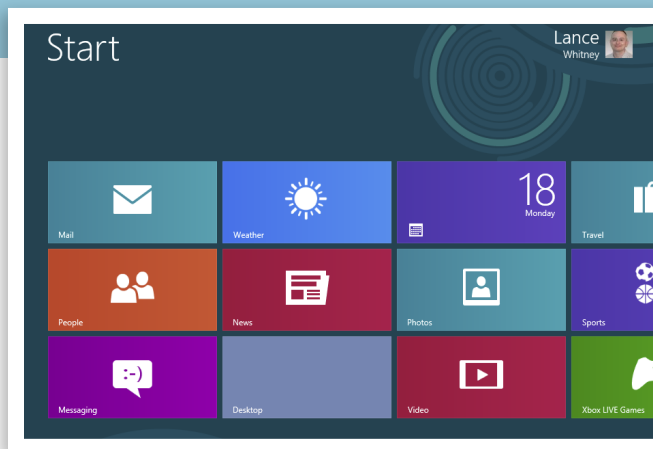 Start
Lance
Whitney
Mail
Weather
18
Monday
Travel
People
News
Photos
Sports
:-)
Messaging
Desktop
Video
Xbox LIVE Games